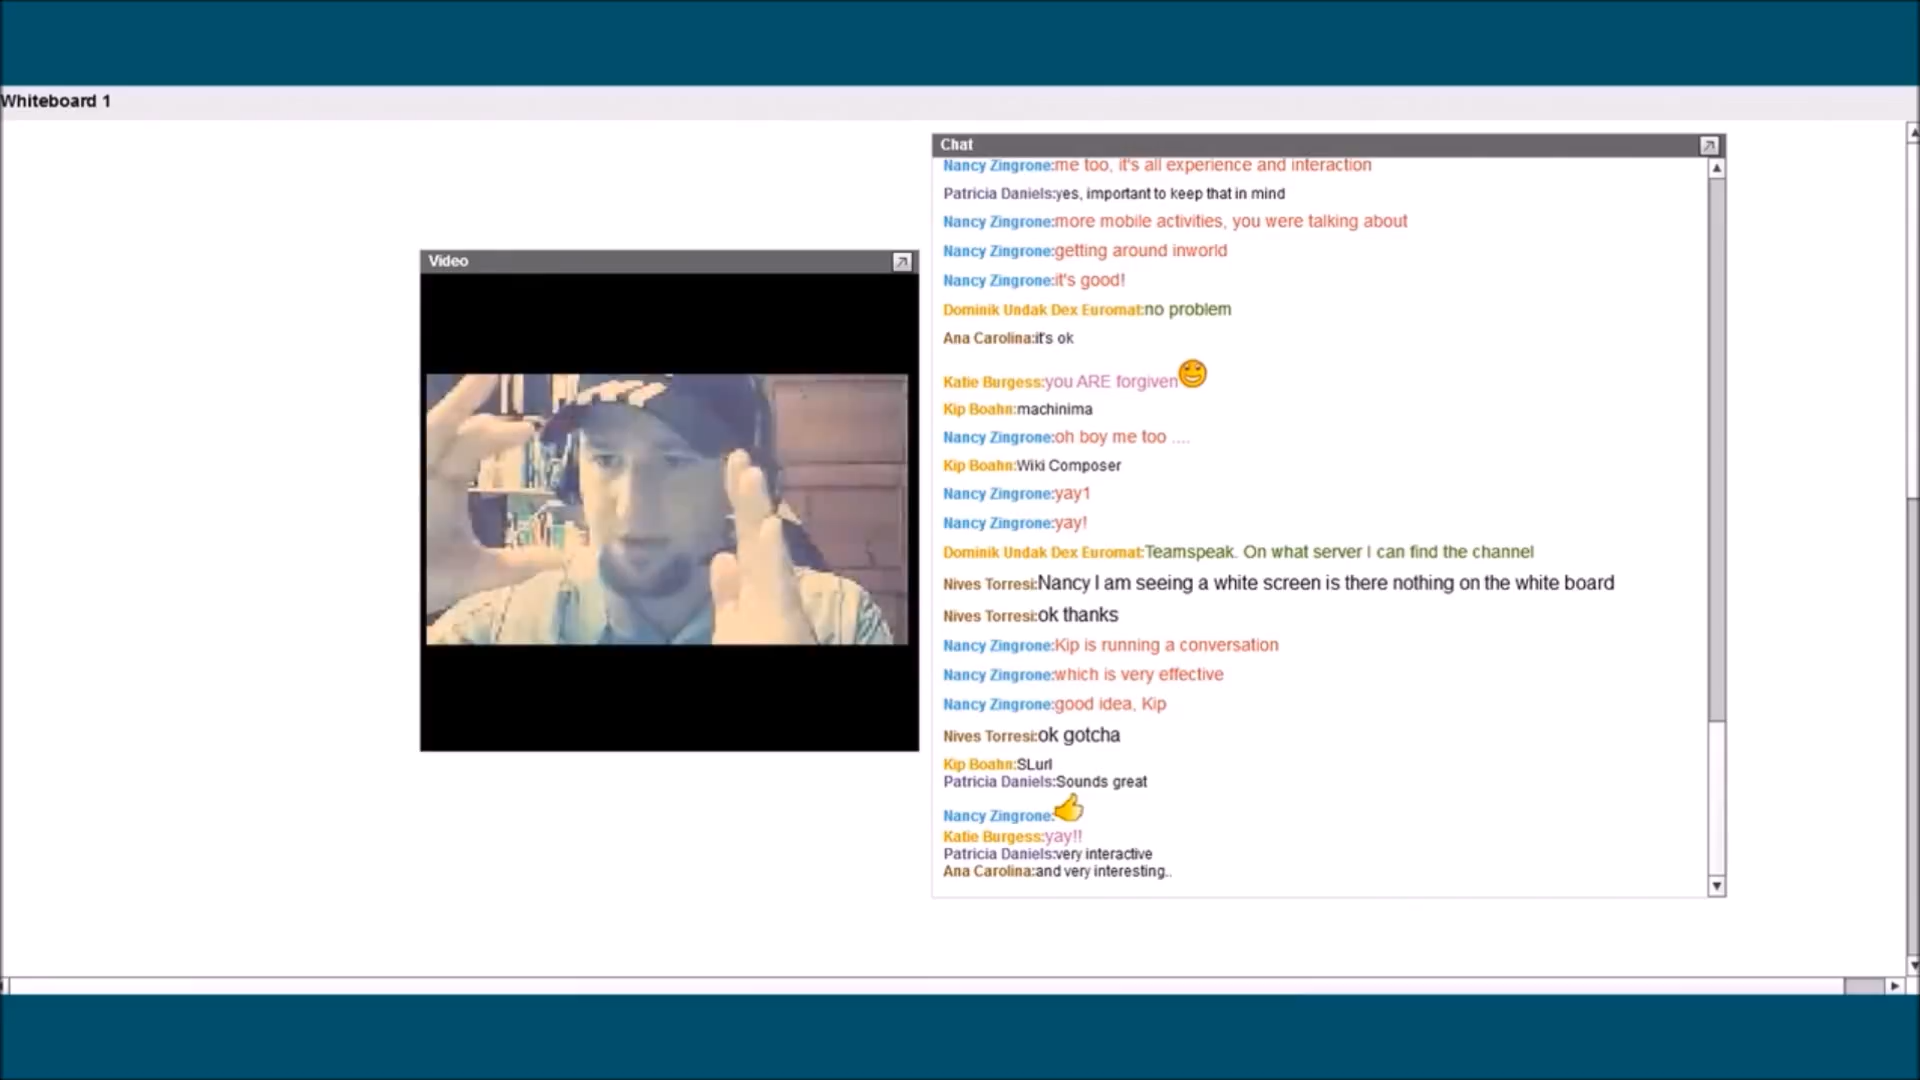 Whiteboard 1
Chat
Video
Nancy Zingrone:me too, it's all experience and interaction
Patricia Daniels:yes, important to keep that in mind
Nancy Zingrone:more mobile activities, you were talking about
Nancy Zingrone:getting around inworld
Nancy Zingrone:it's good!
Dominik Undak Dex Euromat:no problem
Ana Carolina:it's ok
Katie Burgess:you ARE forgiven
Kip Boahn:machinima
Nancy Zingrone:oh boy me too ....
Kip Boahn:Wiki Composer
Nancy Zingrone:yay1
Nancy Zingrone:yay!
Dominik Undak Dex Euromat:Teamspeak. On what server I can find the channel
Nives Torresi:Nancy I am seeing a white screen is there nothing on the white board
Nives Torresi:ok thanks
Nancy Zingrone:Kip is running a conversation
Nancy Zingrone:which is very effective
Nancy Zingrone:good idea, Kip
Nives Torresi:ok gotcha
Kip Boahn:SLurl
Patricia Daniels:Sounds great
Nancy Zingrone:
Katie Burgess:yay!!
Patricia Daniels:very interactive
Ana Carolina:and very interesting..